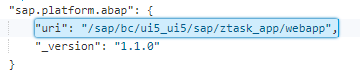 "sap.platform.abap": {
"uri": "/sap/bc/ui5_ui5/sap/ztask_app/webapp",
"_version": "1.1.0"
}